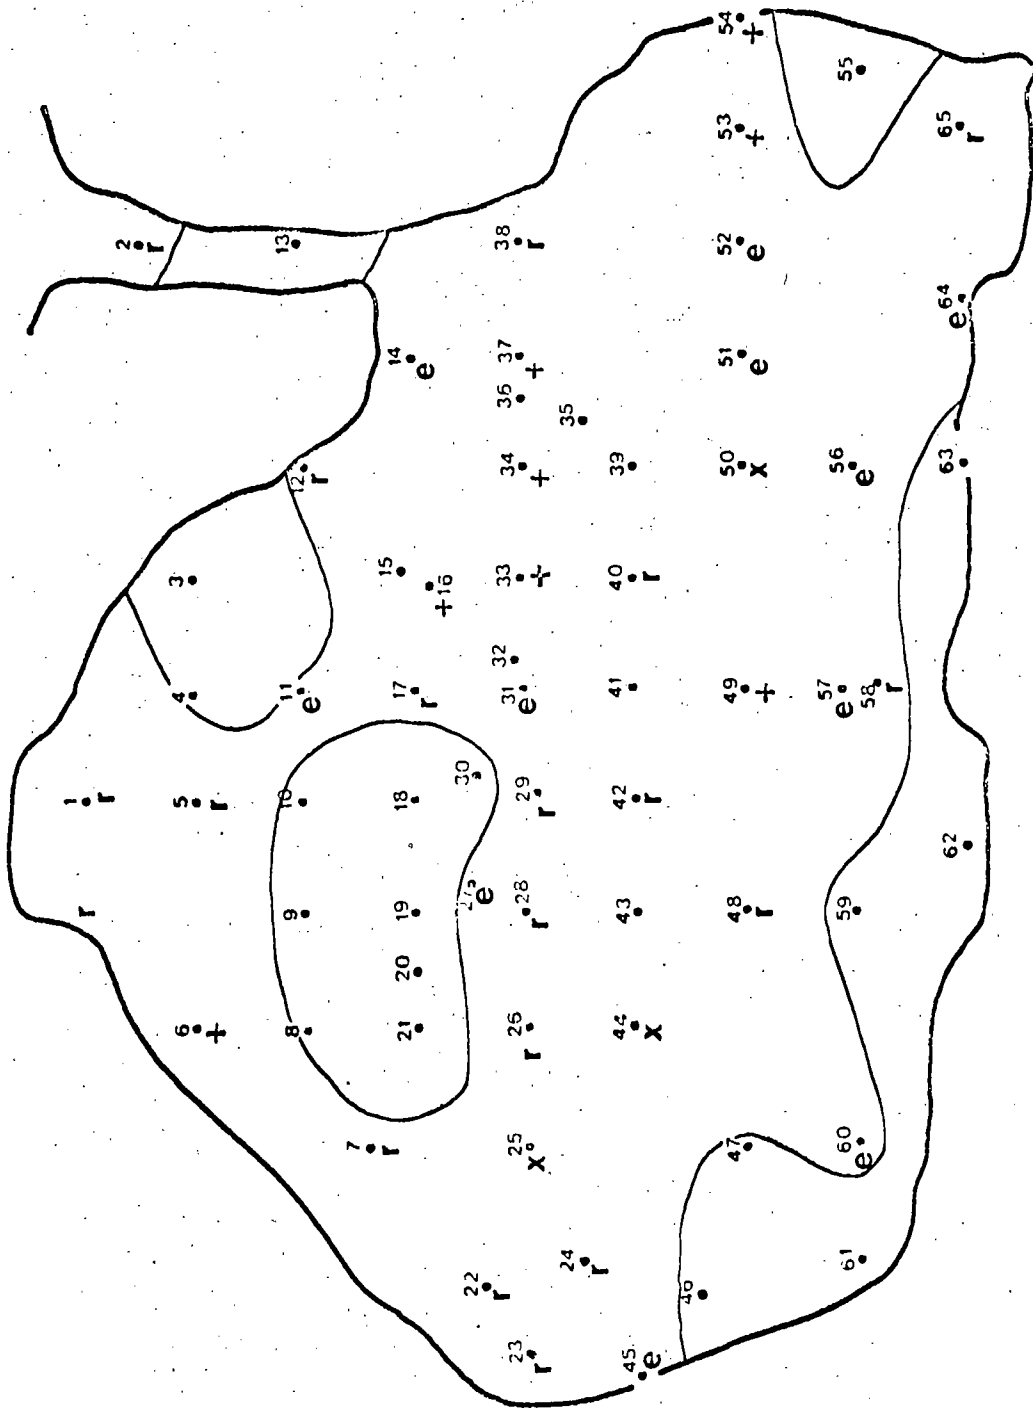 r
1 r
2 r
3
4
5 r
6 +
7 r
8
9
10
11 e
12 r
13
14 e
15
16 +
17 r
18
19
20
21
22 r
23 r
24 r
25 x
26 r
27 e
28 r
29 r
30
31 e
32
33 +
34 +
35
36
37 +
38 r
39
40 r
41
42 r
43
44 x
45 e
46
47
48 r
49 +
50 x
51 e
52 e
53 +
54 +
55
56 e
57 e
58 r
59
60 e
61
62
63
64 e
65 r